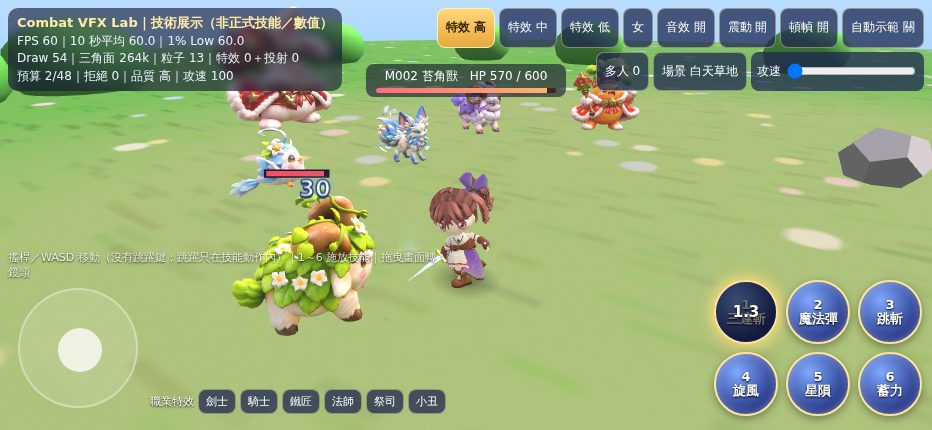 Combat VFX Lab｜技術展示（非正式技能／數值）
FPS 60｜10 秒平均 60.0｜1% Low 60.0
Draw 54｜三角面 264k｜粒子 13｜特效 0＋投射 0
預算 2/48｜拒絕 0｜品質 高｜攻速 100
特效 高
特效 中
特效 低
女
音效 開
震動 開
頓幀 開
自動示範 關
M002 苔角獸 HP 570 / 600
多人 0
場景 白天草地
攻速
30
搖桿／WASD 移動（沒有跳躍鍵；跳躍只在技能動作內）｜1～6 施放技能｜拖曳畫面轉
鏡頭
1
1.3
三連斬
2
魔法彈
3
跳斬
4
旋風
5
星隕
6
蓄力
職業特效
劍士
騎士
鐵匠
法師
祭司
小丑